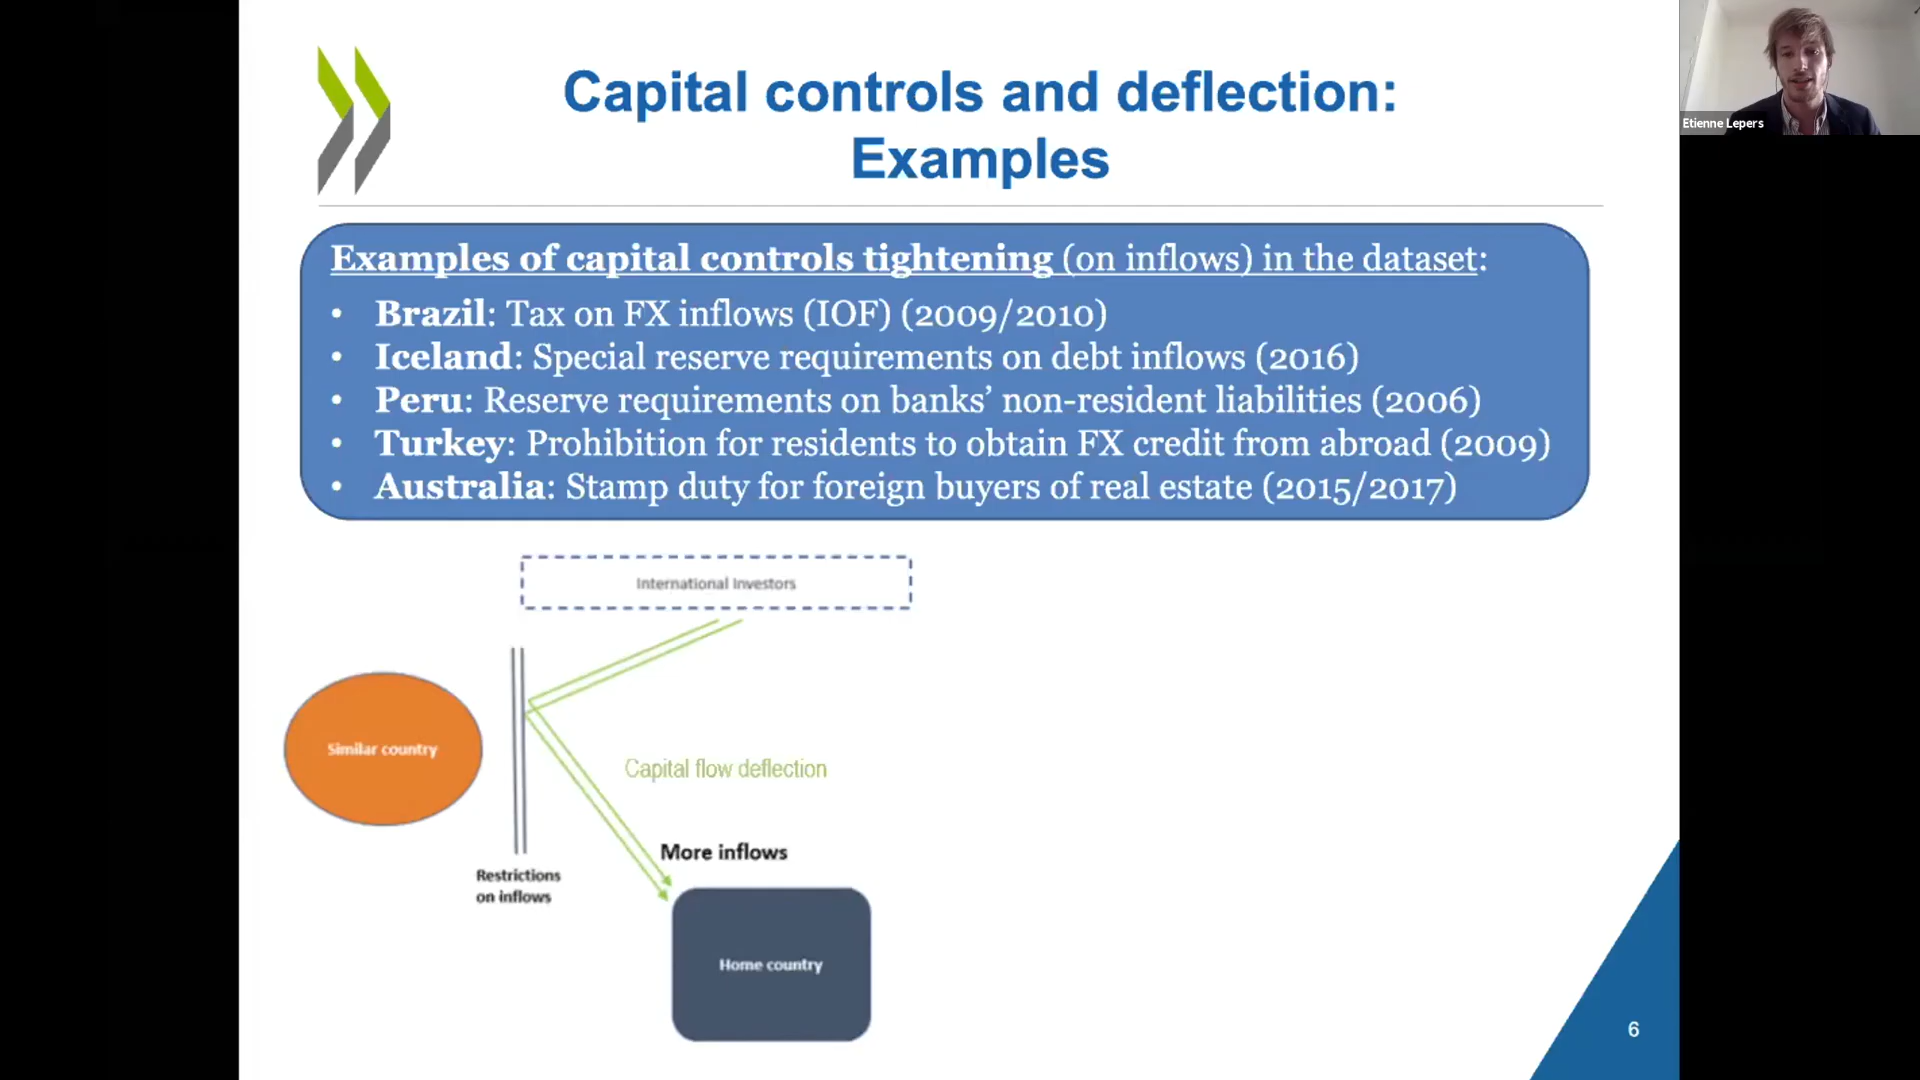 Capital controls and deflection:
Examples
Etienne Lepers
Examples of capital controls tightening (on inflows) in the dataset:
• Brazil: Tax on FX inflows (IOF) (2009/2010)
• Iceland: Special reserve requirements on debt inflows (2016)
• Peru: Reserve requirements on banks’ non-resident liabilities (2006)
• Turkey: Prohibition for residents to obtain FX credit from abroad (2009)
• Australia: Stamp duty for foreign buyers of real estate (2015/2017)
International Investors
Similar country
Capital flow deflection
More inflows
Restrictions
on inflows
Home country
6